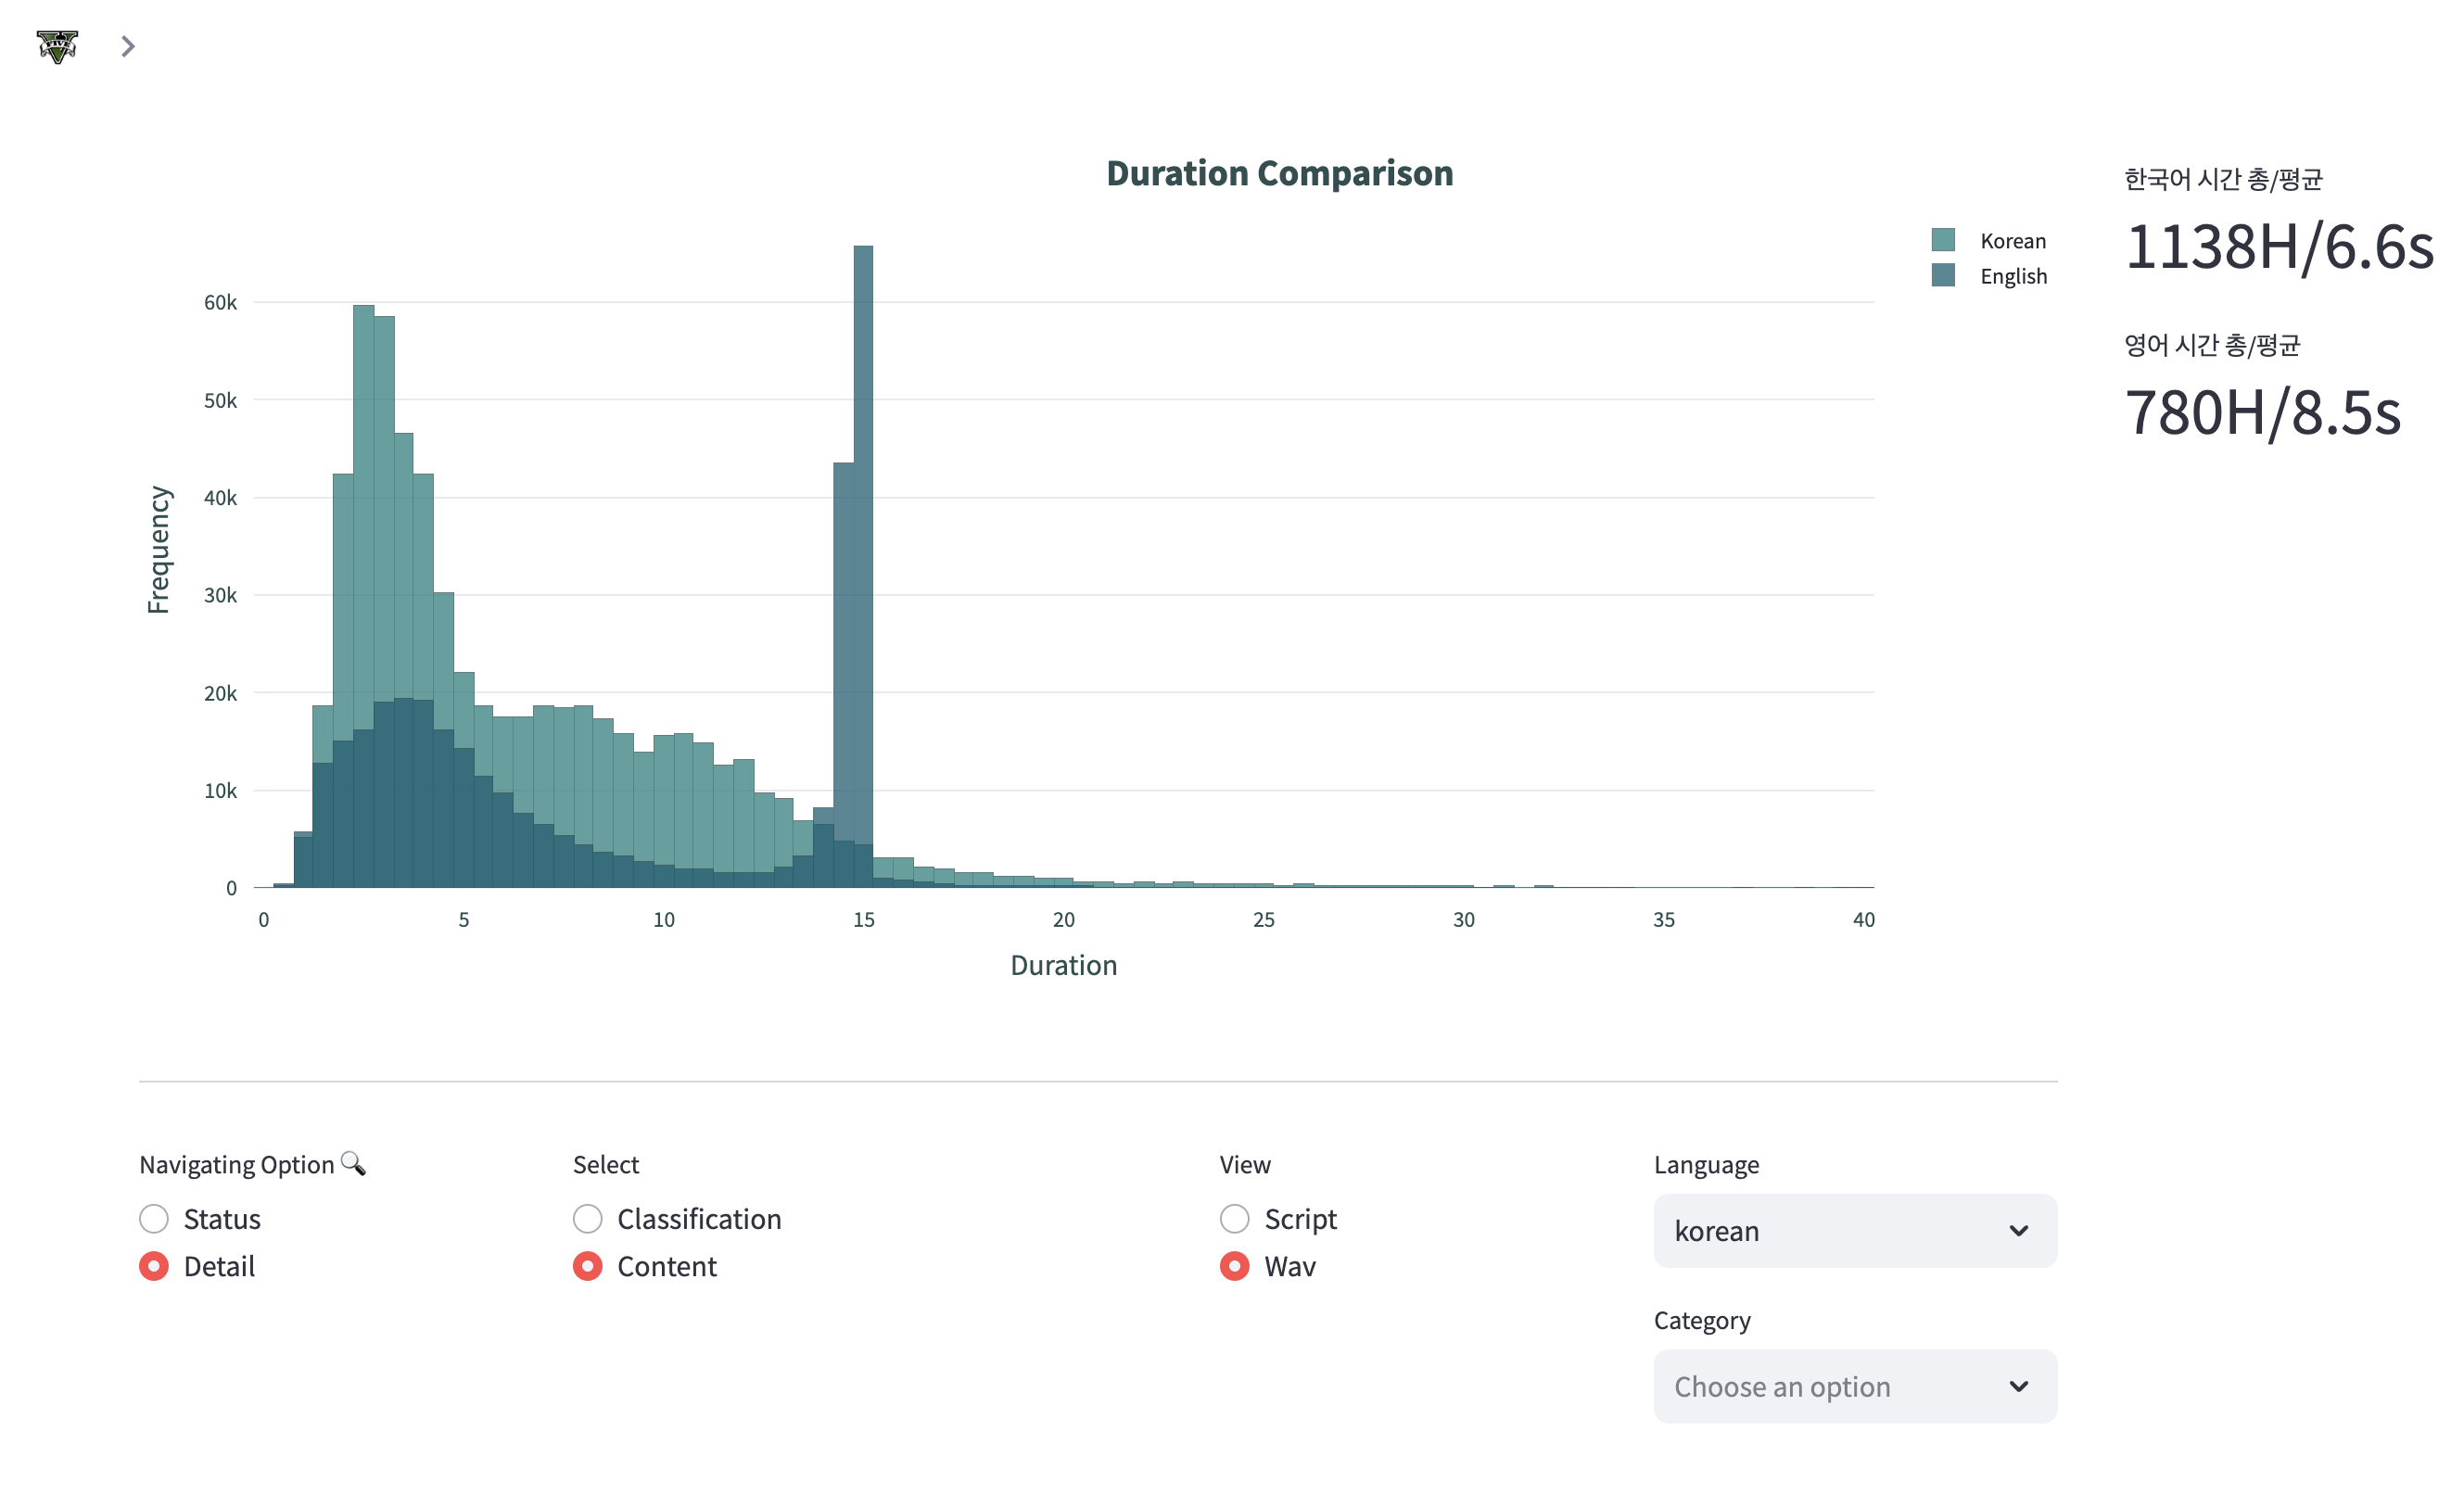 FIVE
Duration Comparison
Korean
English
60k
50k
40k
30k
20k
10k
0
Frequency
0 5 10 15 20 25 30 35 40
Duration
한국어 시간 총/평균
1138H/6.6s
영어 시간 총/평균
780H/8.5s
Navigating Option
Status
Detail
Select
Classification
Content
View
Script
Wav
Language
korean
Category
Choose an option